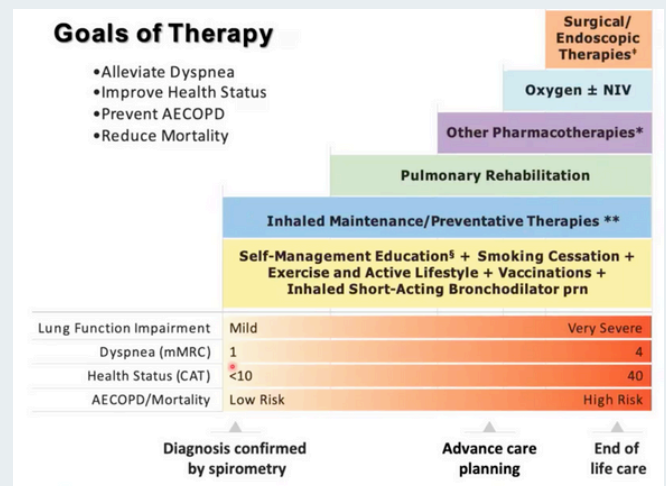 Goals of Therapy
•Alleviate Dyspnea
•Improve Health Status
•Prevent AECOPD
•Reduce Mortality
Surgical/
Endoscopic
Therapies⁺
Oxygen ± NIV
Other Pharmacotherapies*
Pulmonary Rehabilitation
Inhaled Maintenance/Preventative Therapies **
Self-Management Education§ + Smoking Cessation +
Exercise and Active Lifestyle + Vaccinations +
Inhaled Short-Acting Bronchodilator prn
Lung Function Impairment Mild Very Severe
Dyspnea (mMRC) 1 4
Health Status (CAT) <10 40
AECOPD/Mortality Low Risk High Risk
Diagnosis confirmed
by spirometry
Advance care
planning
End of
life care